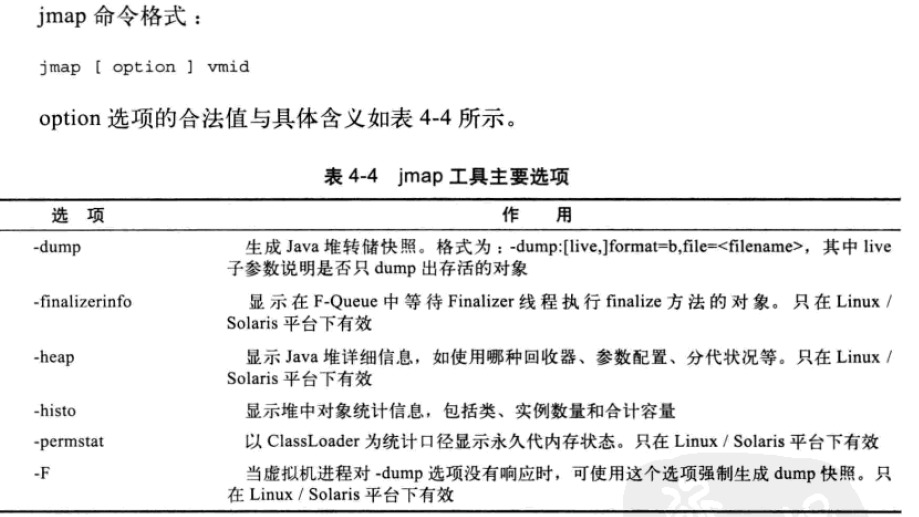 jmap 命令格式：
jmap [ option ] vmid
option 选项的合法值与具体含义如表 4-4 所示。
表 4-4 jmap 工具主要选项
选 项 作 用
-dump 生成 Java 堆转储快照。格式为：-dump:[live,]format=b,file=<filename>，其中 live
子参数说明是否只 dump 出存活的对象
-finalizerinfo 显示在 F-Queue 中等待 Finalizer 线程执行 finalize 方法的对象。只在 Linux /
Solaris 平台下有效
-heap 显示 Java 堆详细信息，如使用哪种回收器、参数配置、分代状况等。只在 Linux /
Solaris 平台下有效
-histo 显示堆中对象统计信息，包括类、实例数量和合计容量
-permstat 以 ClassLoader 为统计口径显示永久代内存状态。只在 Linux / Solaris 平台下有效
-F 当虚拟机进程对 -dump 选项没有响应时，可使用这个选项强制生成 dump 快照。只
在 Linux / Solaris 平台下有效